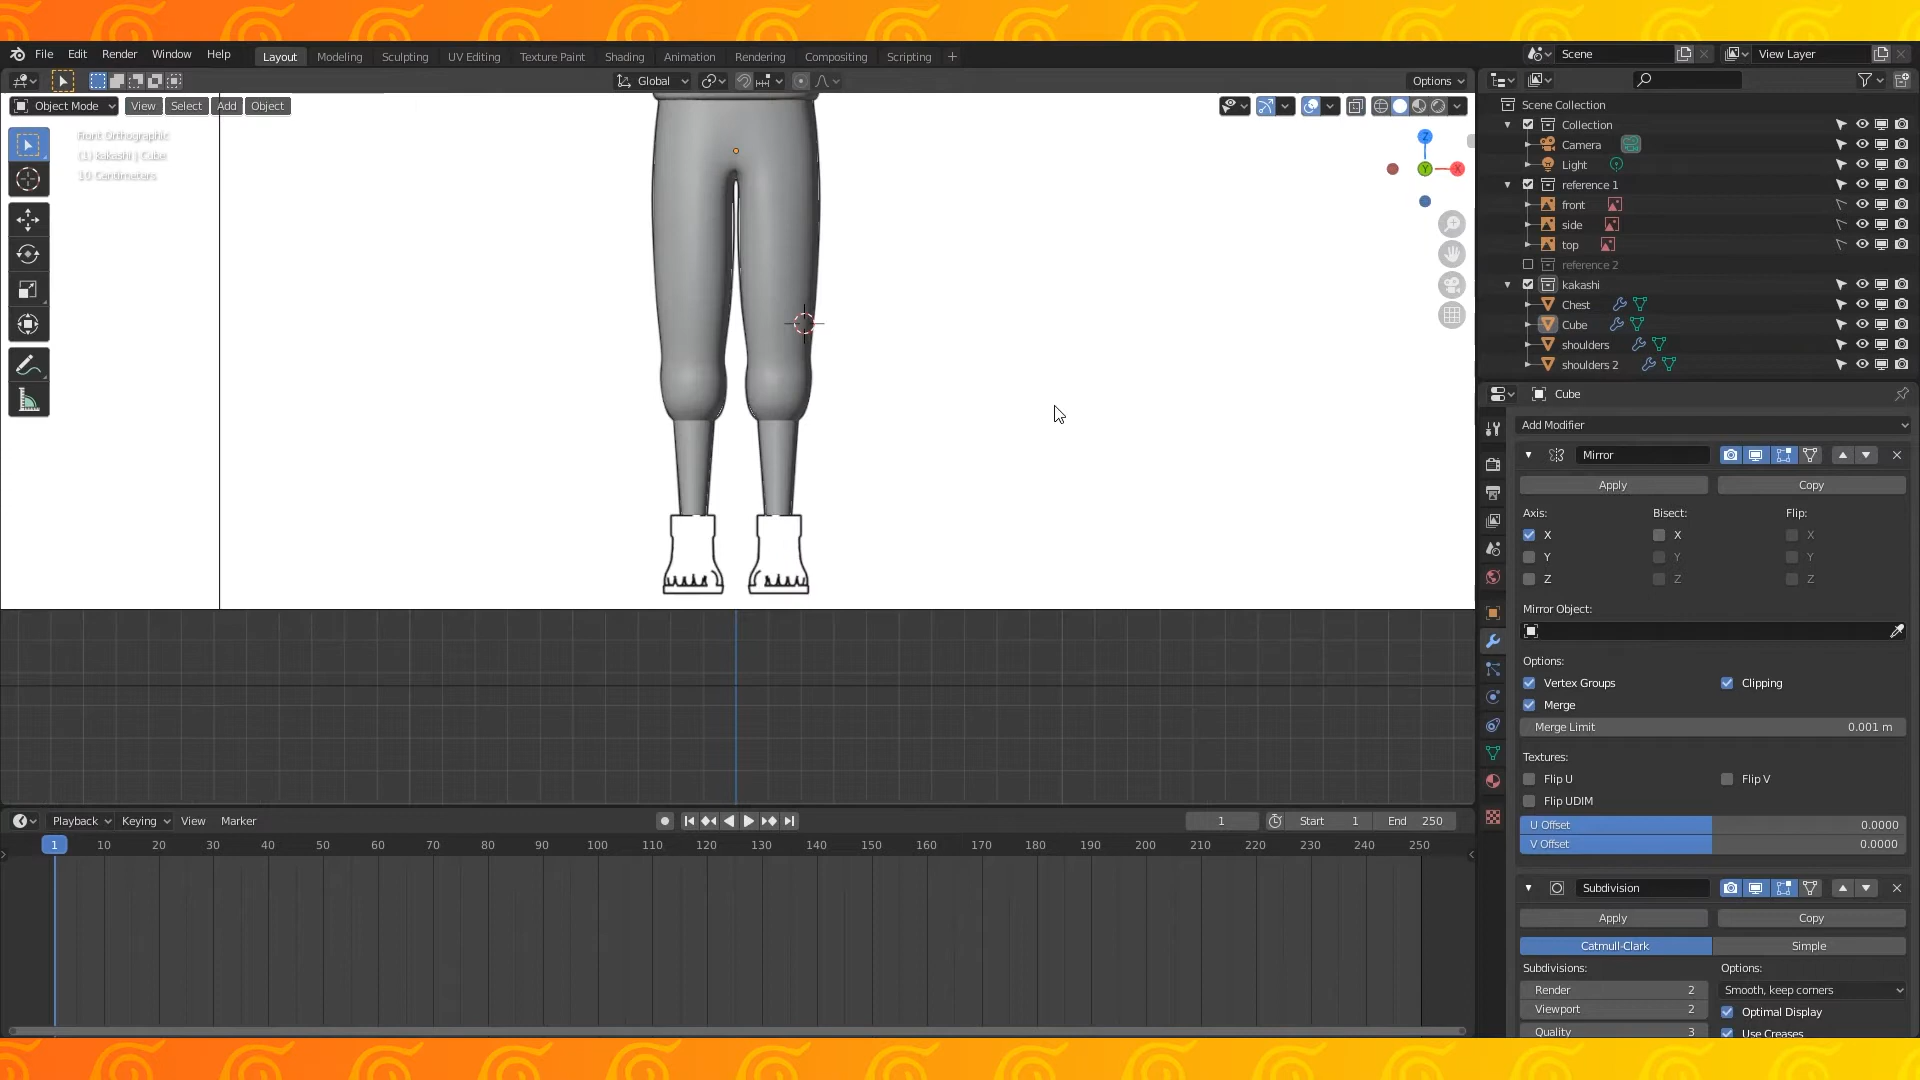 File Edit Render Window Help Layout Modeling Sculpting UV Editing Texture Paint Shading Animation Rendering Compositing Scripting + Scene View Layer
Global Options
Object Mode View Select Add Object
Front Orthographic
(1) kakashi | Cube
10 Centimeters
Z
Y
X
Scene Collection
Collection
Camera
Light
reference 1
front
side
top
reference 2
kakashi
Chest
Cube
shoulders
shoulders 2
Cube
Add Modifier
Mirror
Apply Copy
Axis: Bisect: Flip:
X X X
Y Y Y
Z Z Z
Mirror Object:
Options:
Vertex Groups Clipping
Merge
Merge Limit 0.001 m
Textures:
Flip U Flip V
Flip UDIM
U Offset 0.0000
V Offset 0.0000
Subdivision
Apply Copy
Catmull-Clark Simple
Subdivisions: Options:
Render 2 Smooth, keep corners
Viewport 2 Optimal Display
Quality 3 Use Creases
Playback Keying View Marker 1 Start 1 End 250
1 10 20 30 40 50 60 70 80 90 100 110 120 130 140 150 160 170 180 190 200 210 220 230 240 250